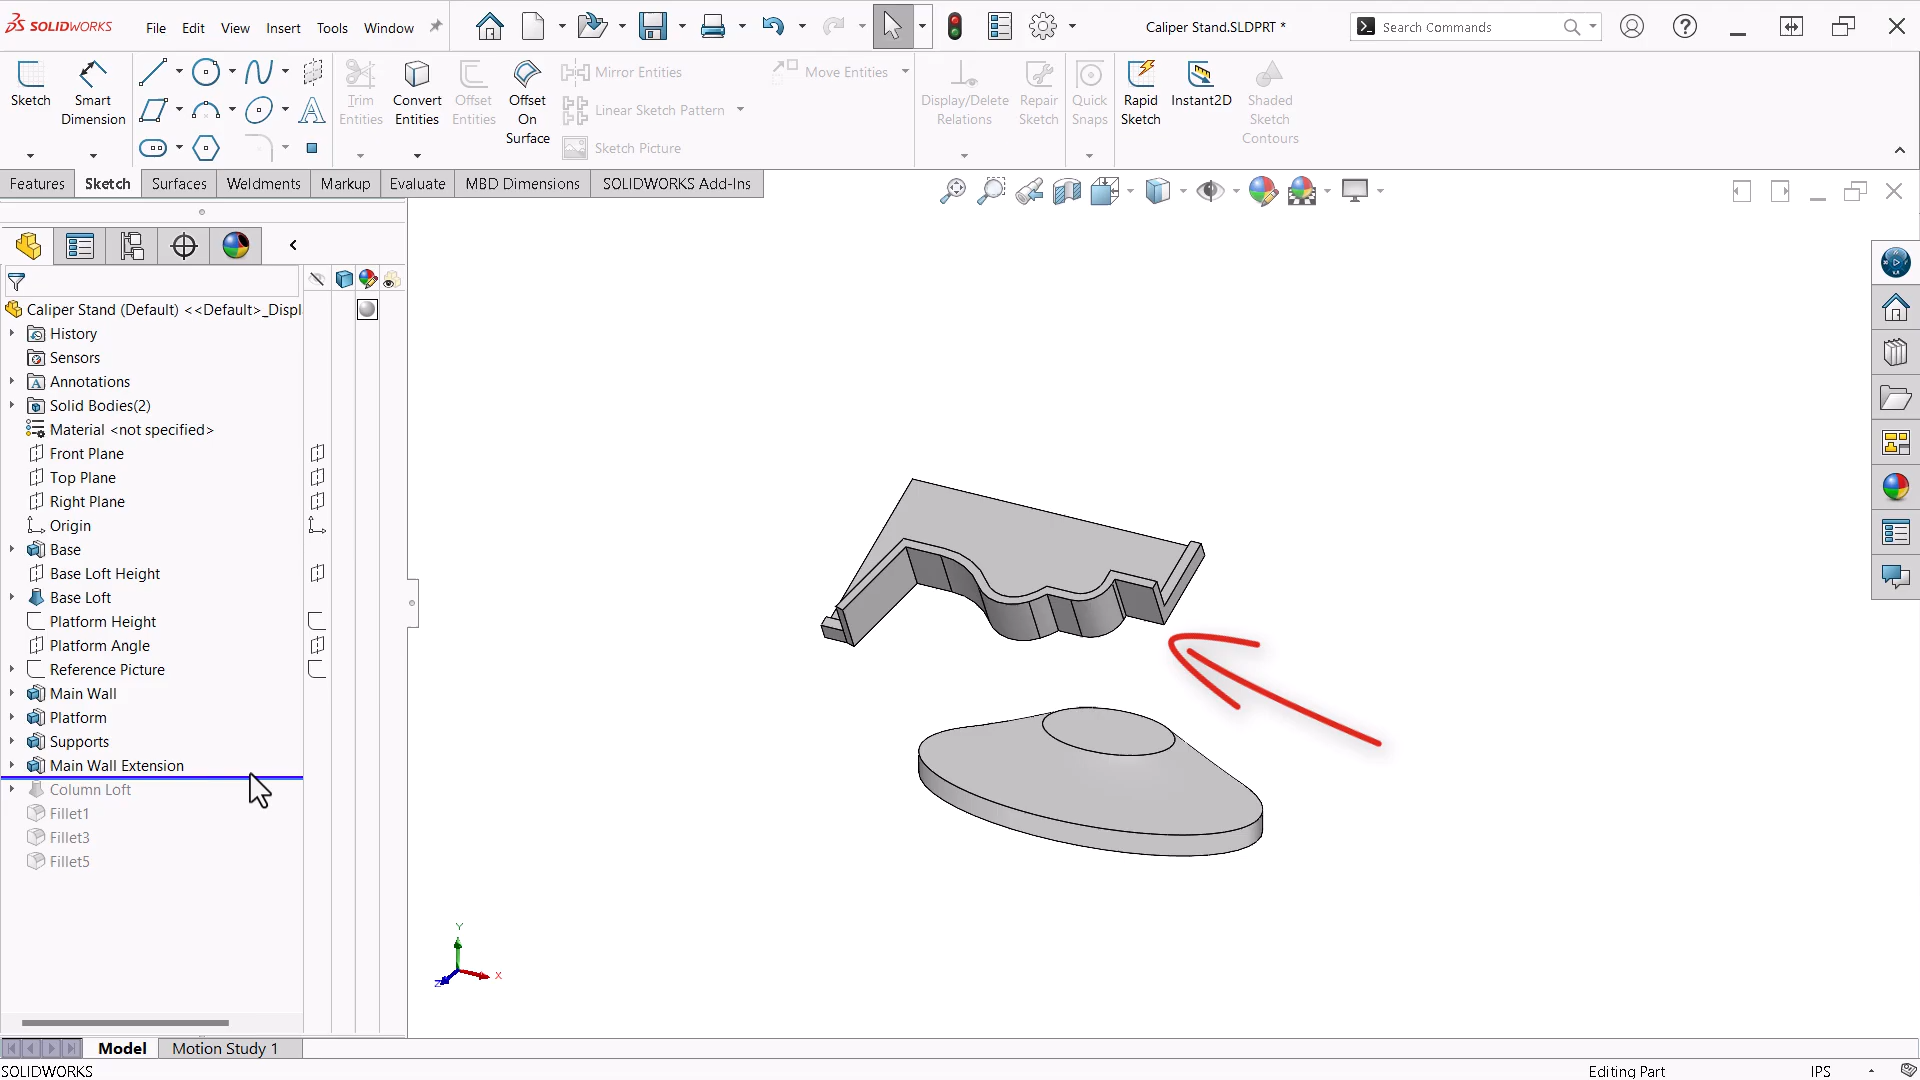 SOLIDWORKS
File Edit View Insert Tools Window
Caliper Stand.SLDPRT *
Search Commands
Sketch
Smart Dimension
Trim Entities
Convert Entities
Offset Entities
Offset On Surface
Mirror Entities
Linear Sketch Pattern
Sketch Picture
Move Entities
Display/Delete Relations
Repair Sketch
Quick Snaps
Rapid Sketch
Instant2D
Shaded Sketch Contours
Features Sketch Surfaces Weldments Markup Evaluate MBD Dimensions SOLIDWORKS Add-Ins
Caliper Stand (Default) <<Default>_Displ
History
Sensors
Annotations
Solid Bodies(2)
Material <not specified>
Front Plane
Top Plane
Right Plane
Origin
Base
Base Loft Height
Base Loft
Platform Height
Platform Angle
Reference Picture
Main Wall
Platform
Supports
Main Wall Extension
Column Loft
Fillet1
Fillet3
Fillet5
Y
X
Z
Model Motion Study 1
SOLIDWORKS
Editing Part
IPS